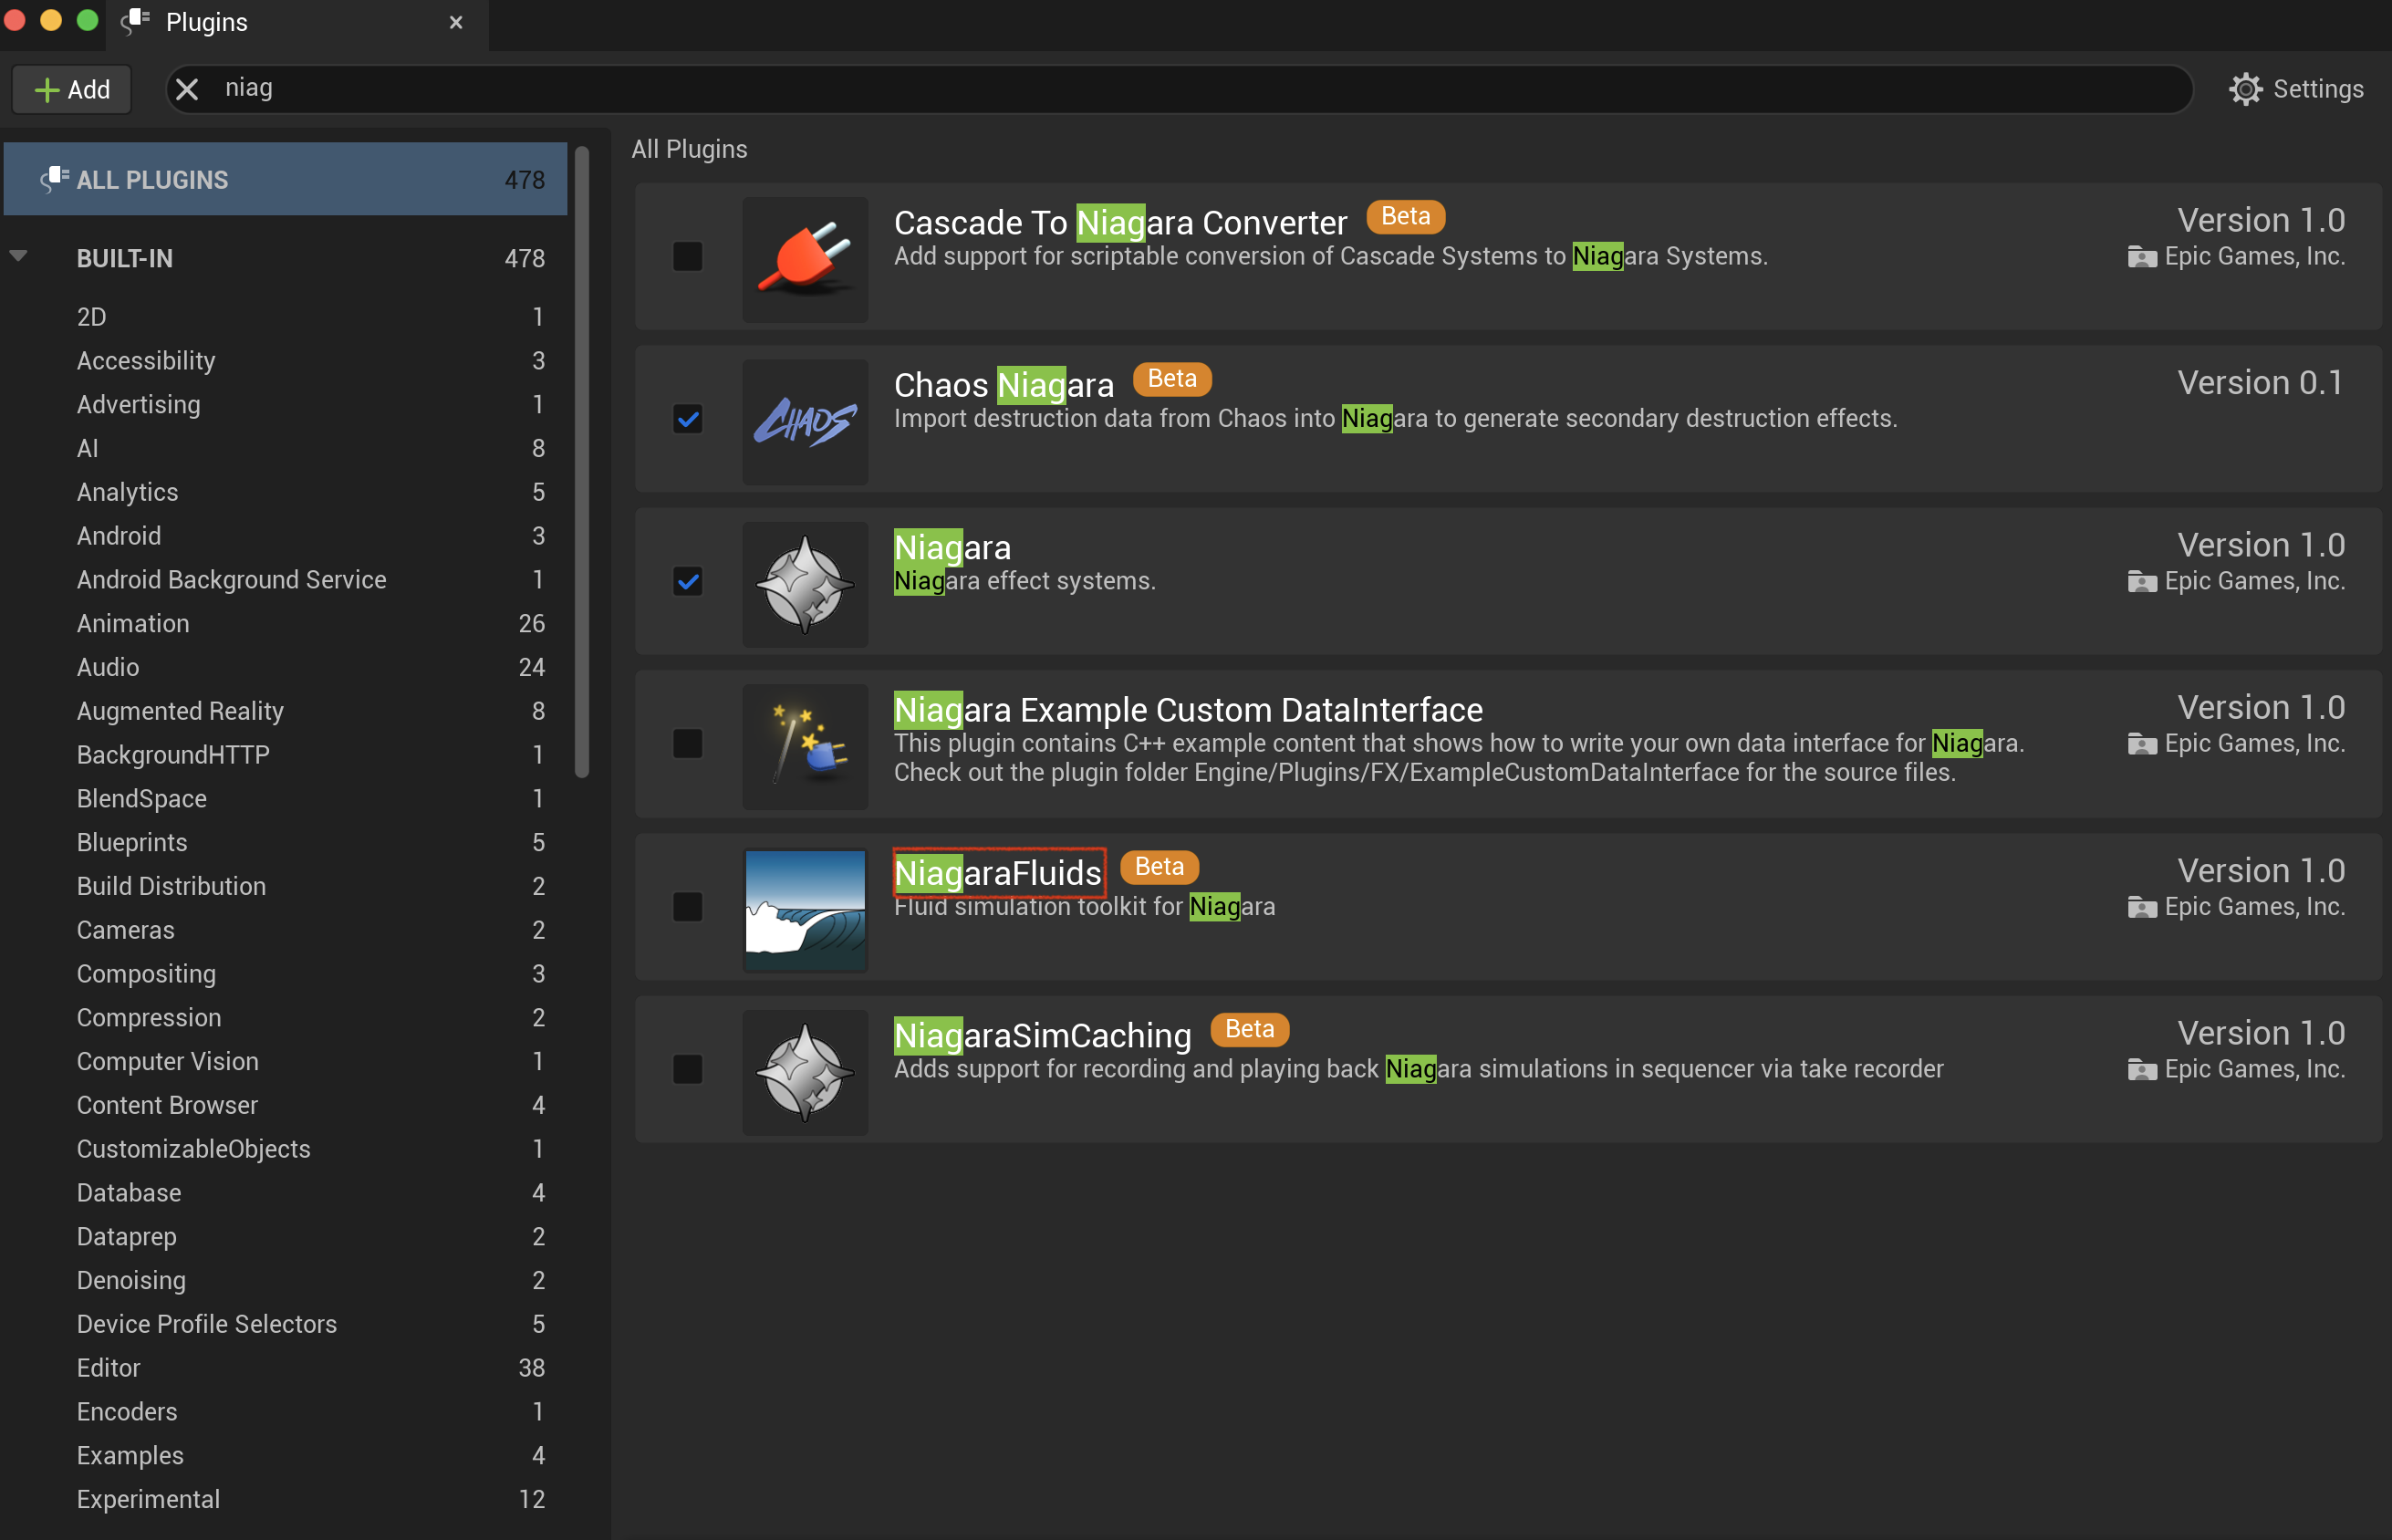 Plugins
Add
niag
Settings
ALL PLUGINS 478
BUILT-IN 478
2D 1
Accessibility 3
Advertising 1
AI 8
Analytics 5
Android 3
Android Background Service 1
Animation 26
Audio 24
Augmented Reality 8
BackgroundHTTP 1
BlendSpace 1
Blueprints 5
Build Distribution 2
Cameras 2
Compositing 3
Compression 2
Computer Vision 1
Content Browser 4
CustomizableObjects 1
Database 4
Dataprep 2
Denoising 2
Device Profile Selectors 5
Editor 38
Encoders 1
Examples 4
Experimental 12
All Plugins
Cascade To Niagara Converter Beta Version 1.0
Add support for scriptable conversion of Cascade Systems to Niagara Systems. Epic Games, Inc.
CHAOS
Chaos Niagara Beta Version 0.1
Import destruction data from Chaos into Niagara to generate secondary destruction effects.
Niagara Version 1.0
Niagara effect systems. Epic Games, Inc.
Niagara Example Custom DataInterface Version 1.0
This plugin contains C++ example content that shows how to write your own data interface for Niagara. Epic Games, Inc.
Check out the plugin folder Engine/Plugins/FX/ExampleCustomDataInterface for the source files.
NiagaraFluids Beta Version 1.0
Fluid simulation toolkit for Niagara Epic Games, Inc.
NiagaraSimCaching Beta Version 1.0
Adds support for recording and playing back Niagara simulations in sequencer via take recorder Epic Games, Inc.